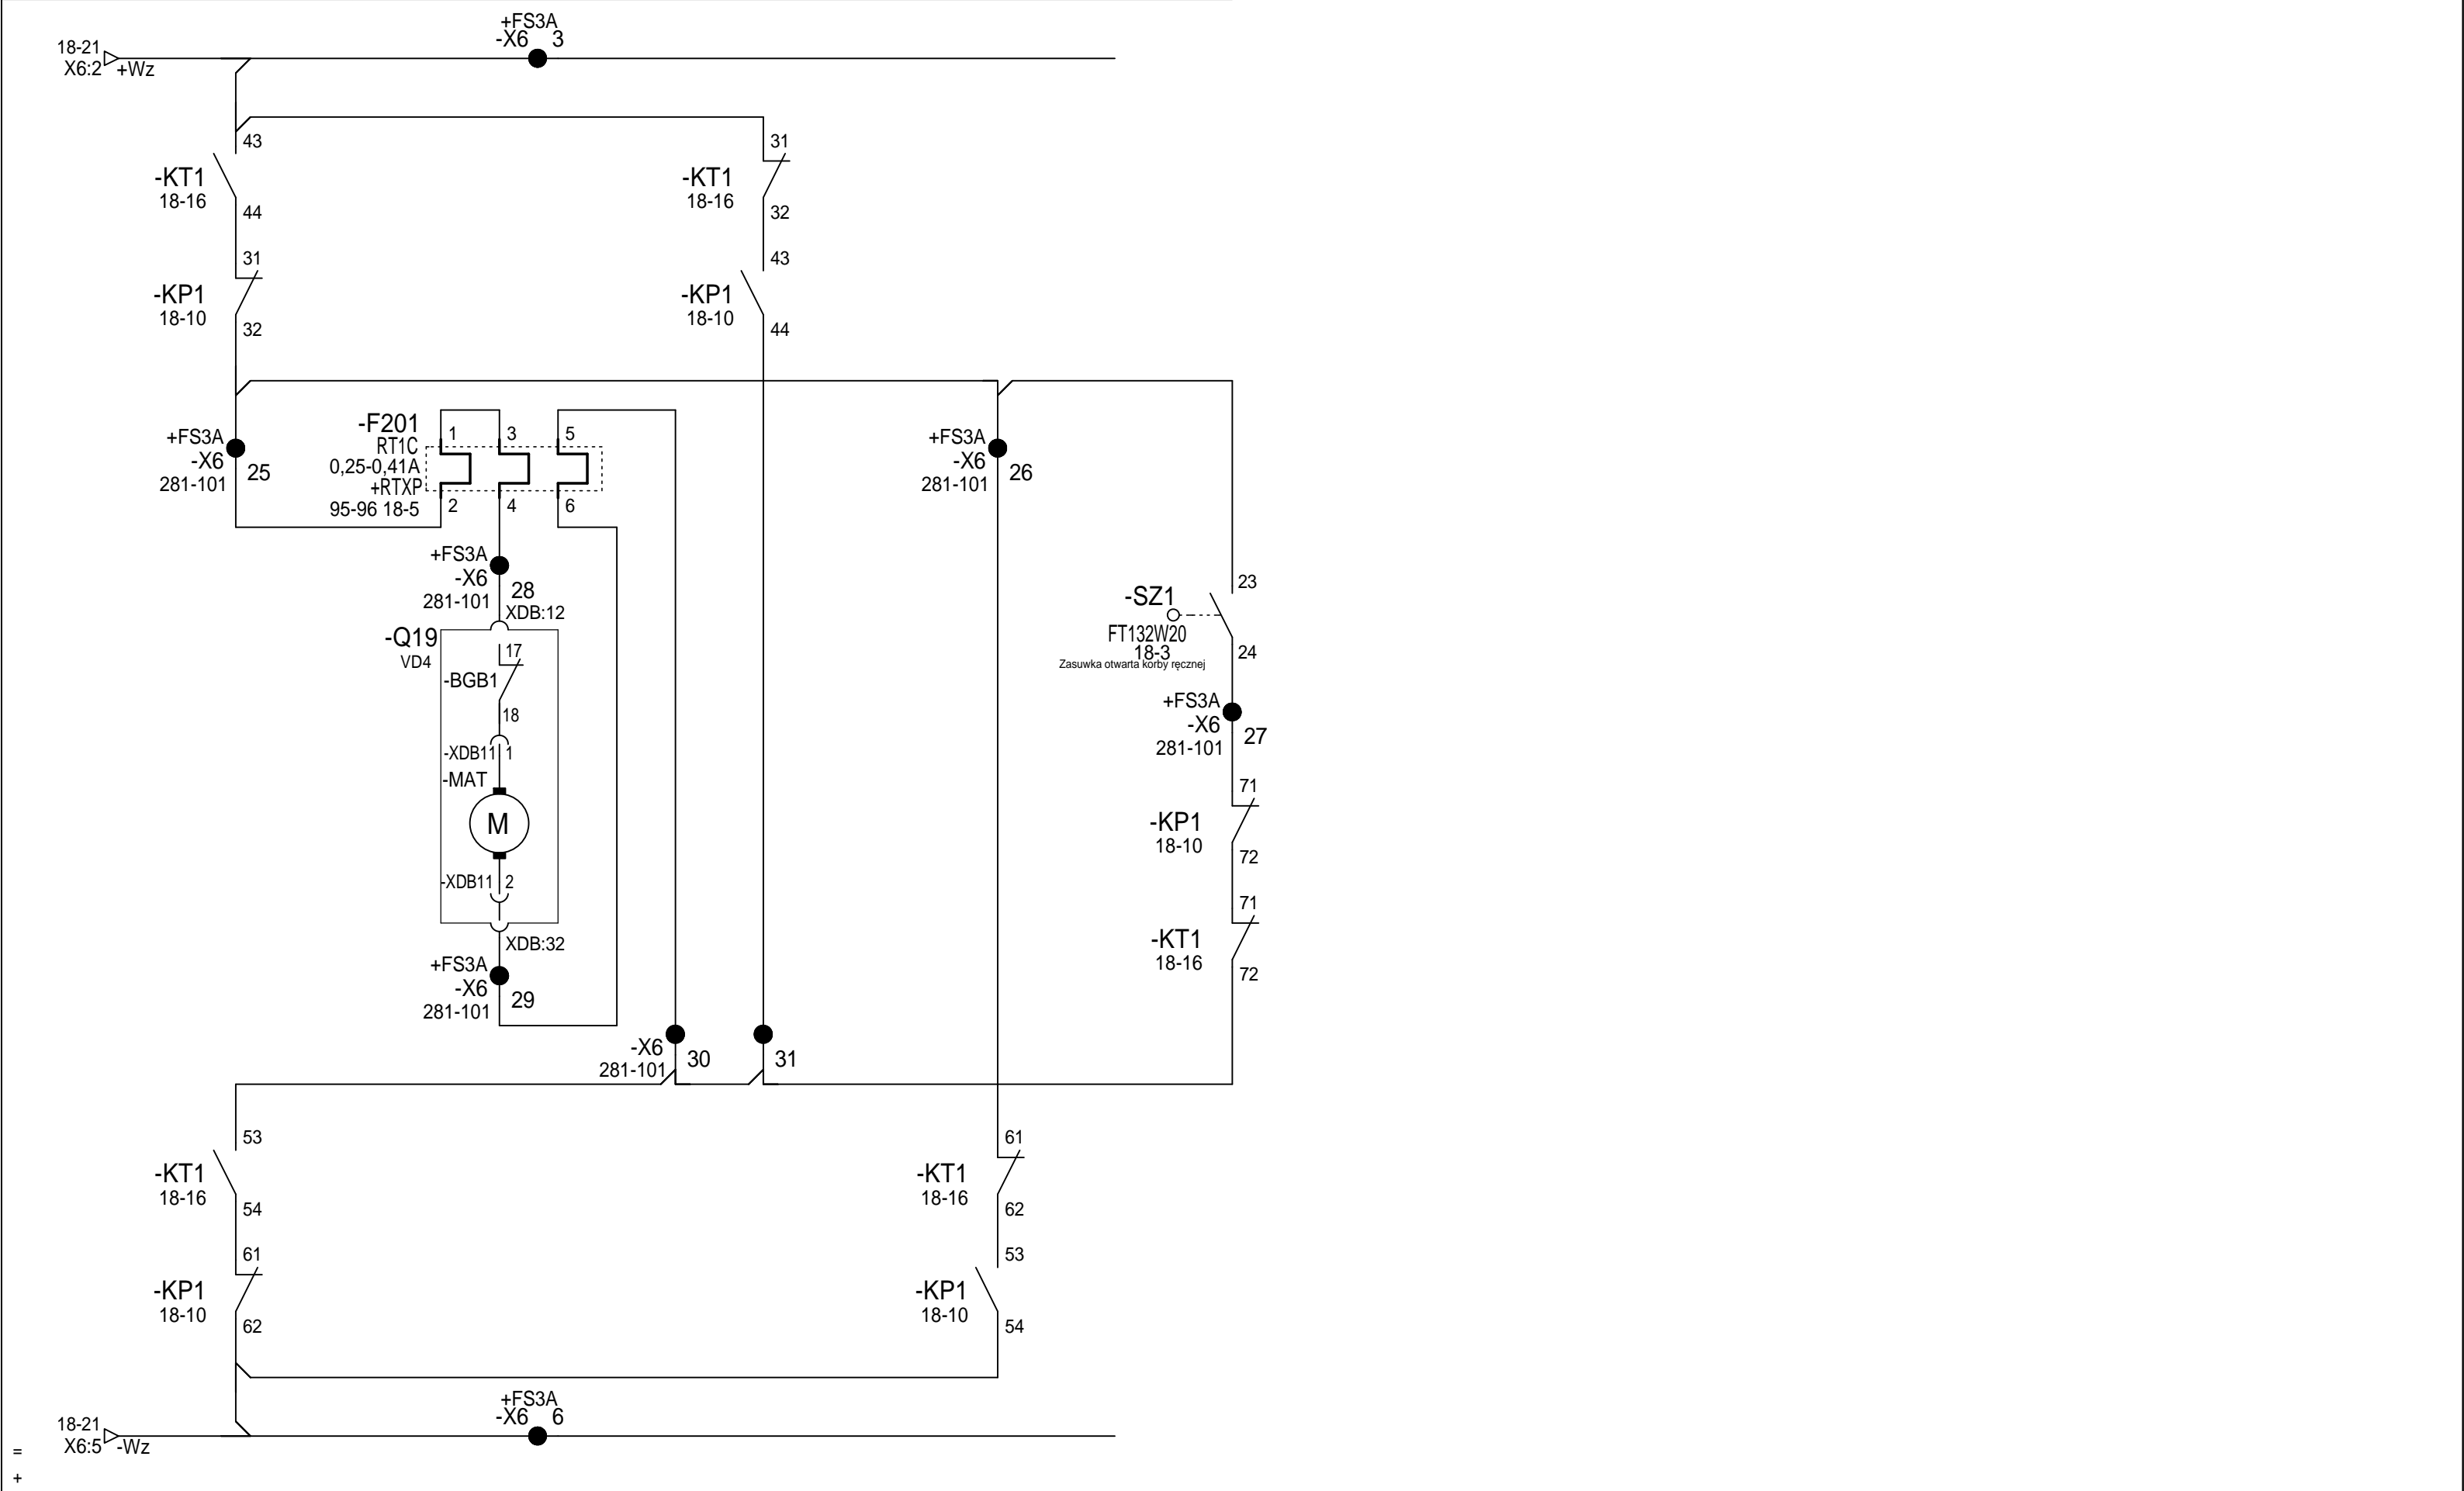 +FS3A
-X6 3
18-21
X6:2 +Wz
43
-KT1
18-16
44
31
-KP1
18-10
32
31
-KT1
18-16
32
43
-KP1
18-10
44
+FS3A
-X6
281-101
25
-F201
RT1C
0,25-0,41A
+RTXP
95-96 18-5
1 3 5
2 4 6
+FS3A
-X6
281-101
26
+FS3A
-X6
281-101
28
XDB:12
-Q19
VD4
17
-BGB1
18
-XDB11 1
-MAT
M
-XDB11 2
XDB:32
+FS3A
-X6
281-101
29
23
-SZ1
FT132W20
18-3
24
Zasuwka otwarta korby ręcznej
+FS3A
-X6
281-101
27
71
-KP1
18-10
72
71
-KT1
18-16
72
-X6
281-101
30
31
53
-KT1
18-16
54
61
-KP1
18-10
62
61
-KT1
18-16
62
53
-KP1
18-10
54
+FS3A
-X6 6
18-21
X6:5 -Wz
=
+